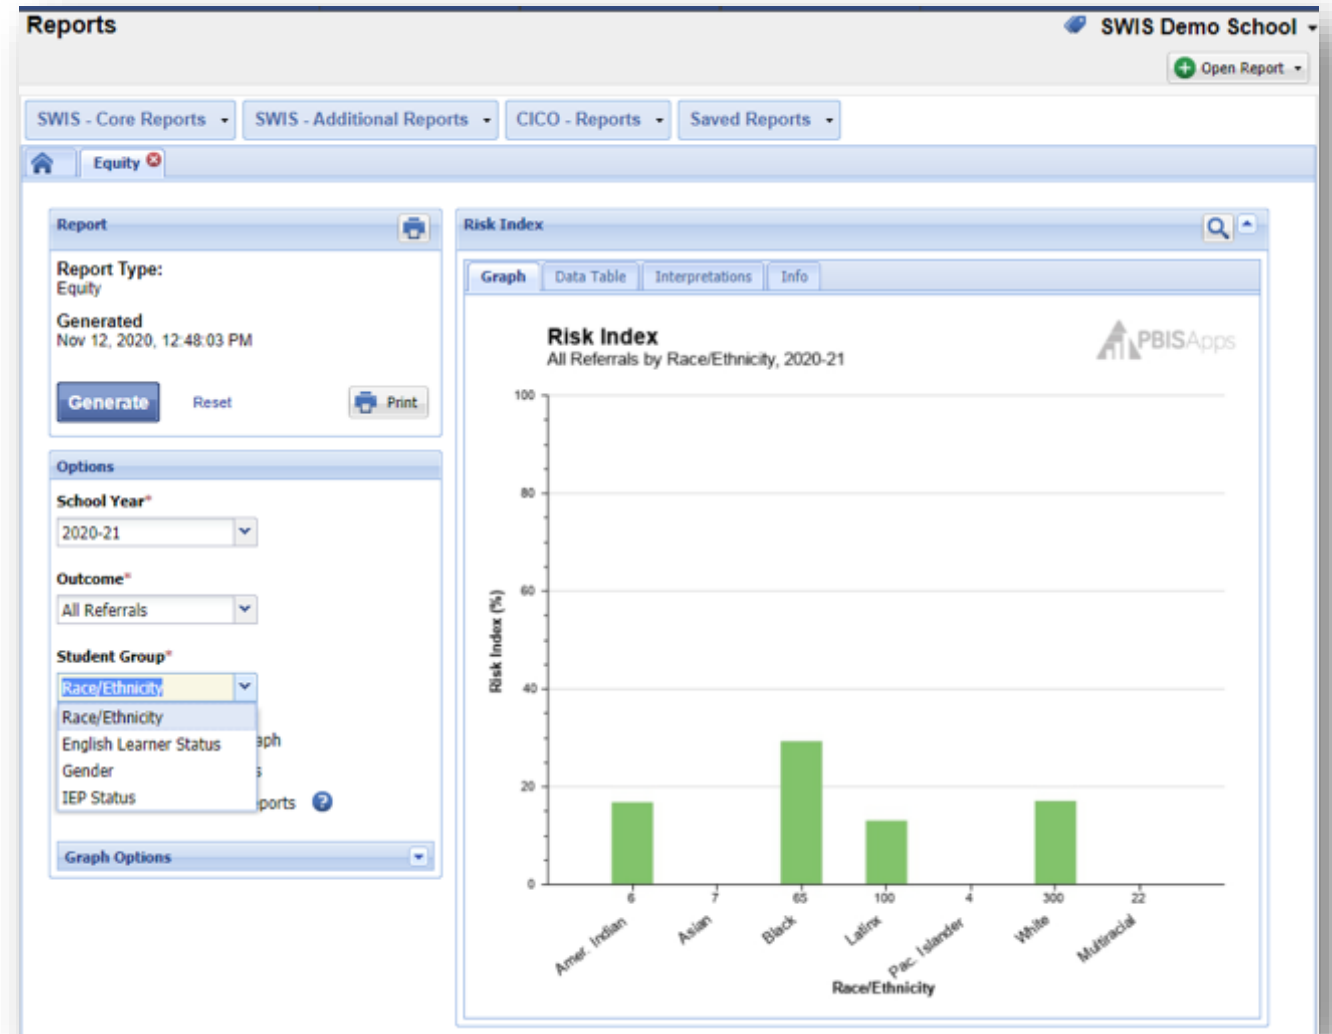 Reports
SWIS Demo School
Open Report
SWIS - Core Reports
SWIS - Additional Reports
CICO - Reports
Saved Reports
Equity
Report
Report Type:
Equity
Generated
Nov 12, 2020, 12:48:03 PM
Generate
Reset
Print
Options
School Year*
2020-21
Outcome*
All Referrals
Student Group*
Race/Ethnicity
Race/Ethnicity
English Learner Status
Gender
IEP Status
aph
s
ports ?
Graph Options
Risk Index
Graph
Data Table
Interpretations
Info
Risk Index
All Referrals by Race/Ethnicity, 2020-21
PBISApps
Risk Index (%)
100
80
60
40
20
0
6 7 65 100 4 300 22
Amer. Indian
Asian
Black
Latinx
Pac. Islander
White
Multiracial
Race/Ethnicity